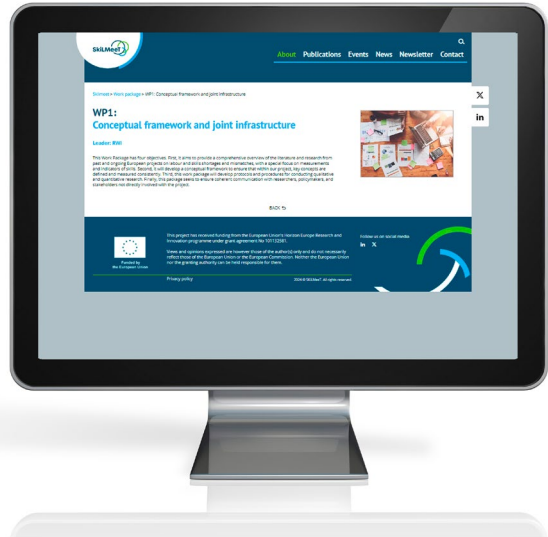 SkiLMeeT
About Publications Events News Newsletter Contact
Skilmeet » Work package » WP1: Conceptual framework and joint infrastructure
WP1:
Conceptual framework and joint infrastructure
Leader: RWI
This Work Package has four objectives. First, it aims to provide a comprehensive overview of the literature and research from
past and ongoing European projects on labour and skills shortages and mismatches, with a special focus on measurements
and indicators of skills. Second, it will develop a conceptual framework to ensure that within our project, key concepts are
defined and measured consistently. Third, this work package will develop protocols and procedures for conducting qualitative
and quantitative research. Finally, this package seeks to ensure coherent communication with researchers, policymakers, and
stakeholders not directly involved with the project.
BACK
Funded by
the European Union
This project has received funding from the European Union's Horizon Europe Research and
Innovation programme under grant agreement No 101132581.
Views and opinions expressed are however those of the author(s) only and do not necessarily
reflect those of the European Union or the European Commission. Neither the European Union
nor the granting authority can be held responsible for them.
Follow us on social media
in X
Privacy policy
2024 © SkiLMeeT. All rights reserved
X
in